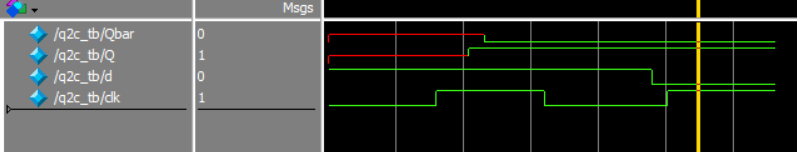 Msgs
/q2c_tb/Qbar 0
/q2c_tb/Q 1
/q2c_tb/d 0
/q2c_tb/clk 1